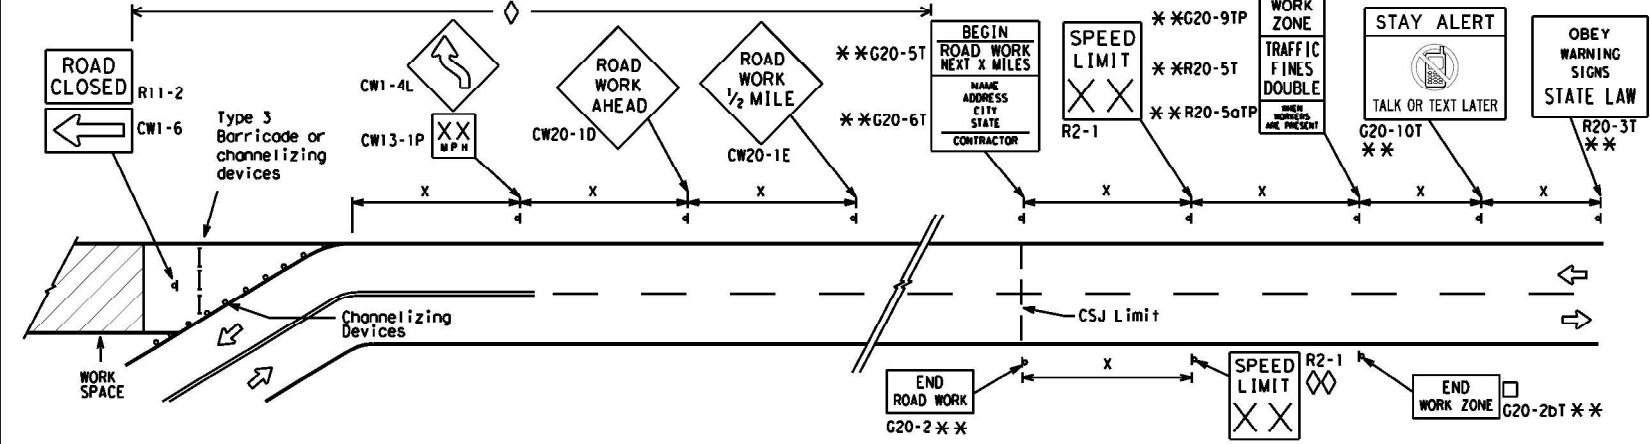 ROAD
CLOSED
R11-2
CW1-6
Type 3
Barricade or
channelizing
devices
CW1-4L
XX
MPH
CW13-1P
ROAD
WORK
AHEAD
CW20-1D
ROAD
WORK
1/2 MILE
CW20-1E
**G20-5T
**G20-6T
BEGIN
ROAD WORK
NEXT X MILES
NAME
ADDRESS
CITY
STATE
CONTRACTOR
SPEED
LIMIT
XX
R2-1
**G20-9TP
**R20-5T
**R20-5aTP
WORK
ZONE
TRAFFIC
FINES
DOUBLE
WHEN
WORKERS
ARE PRESENT
STAY ALERT
TALK OR TEXT LATER
G20-10T
**
OBEY
WARNING
SIGNS
STATE LAW
R20-3T
**
X
X
X
X
X
X
X
Channelizing
Devices
CSJ Limit
WORK
SPACE
END
ROAD WORK
G20-2**
X
SPEED
LIMIT
XX
R2-1
END
WORK ZONE
G20-2bT**